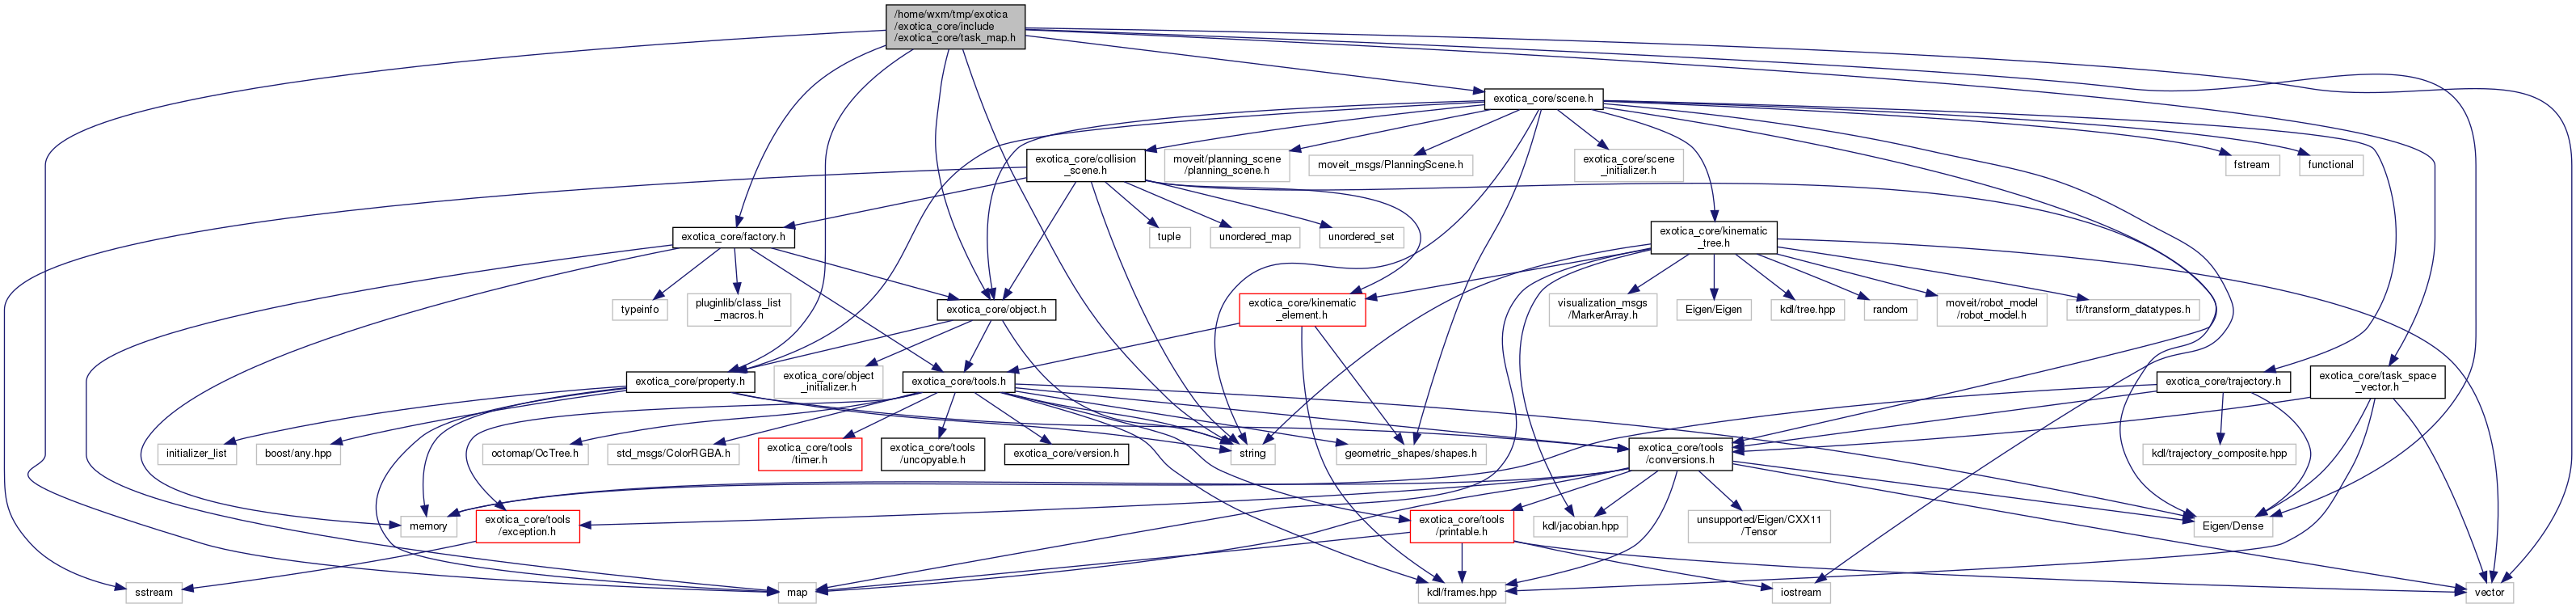 /home/wxm/tmp/exotica
/exotica_core/include
/exotica_core/task_map.h
exotica_core/scene.h
exotica_core/collision
_scene.h
moveit/planning_scene
/planning_scene.h
moveit_msgs/PlanningScene.h
exotica_core/scene
_initializer.h
fstream
functional
exotica_core/factory.h
tuple
unordered_map
unordered_set
exotica_core/kinematic
_tree.h
typeinfo
pluginlib/class_list
_macros.h
exotica_core/object.h
exotica_core/kinematic
_element.h
visualization_msgs
/MarkerArray.h
Eigen/Eigen
kdl/tree.hpp
random
moveit/robot_model
/robot_model.h
tf/transform_datatypes.h
exotica_core/property.h
exotica_core/object
_initializer.h
exotica_core/tools.h
exotica_core/trajectory.h
exotica_core/task_space
_vector.h
initializer_list
boost/any.hpp
octomap/OcTree.h
std_msgs/ColorRGBA.h
exotica_core/tools
/timer.h
exotica_core/tools
/uncopyable.h
exotica_core/version.h
string
geometric_shapes/shapes.h
exotica_core/tools
/conversions.h
kdl/trajectory_composite.hpp
memory
exotica_core/tools
/exception.h
exotica_core/tools
/printable.h
kdl/jacobian.hpp
unsupported/Eigen/CXX11
/Tensor
Eigen/Dense
sstream
map
kdl/frames.hpp
iostream
vector